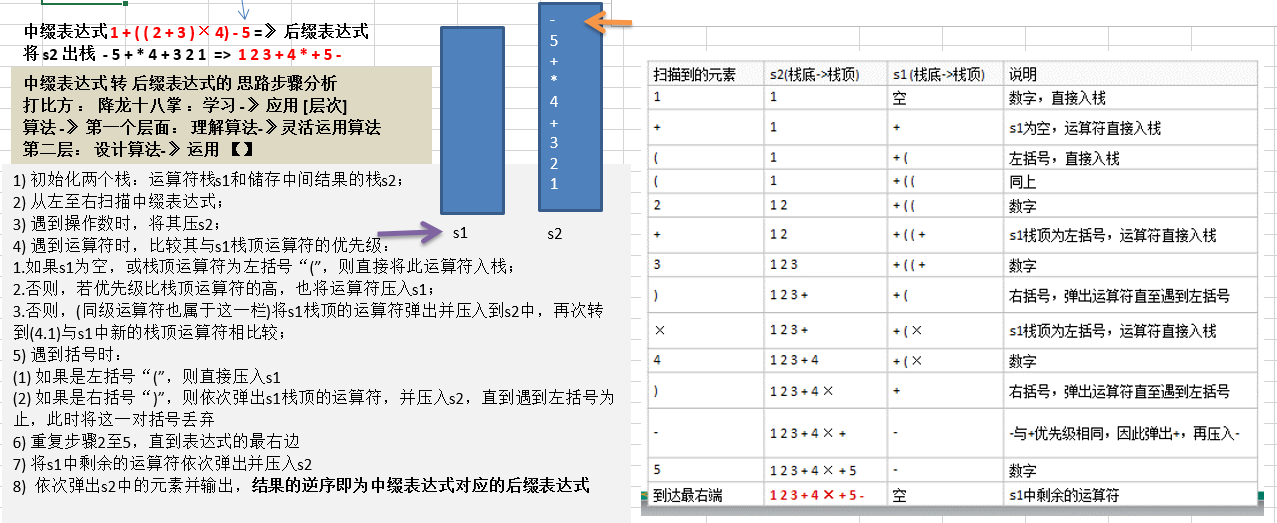 中缀表达式1+((2+3)×4)-5=》后缀表达式
将s2出栈 -5+*4+321 => 123+4*+5-
中缀表达式 转 后缀表达式的 思路步骤分析
打比方： 降龙十八掌 ：学习 -》 应用 [层次]
算法 -》 第一个层面： 理解算法-》灵活运用算法
第二层： 设计算法-》 运用 【】
1) 初始化两个栈：运算符栈s1和储存中间结果的栈s2；
2) 从左至右扫描中缀表达式；
3) 遇到操作数时，将其压s2；
4) 遇到运算符时，比较其与s1栈顶运算符的优先级：
1.如果s1为空，或栈顶运算符为左括号“(”，则直接将此运算符入栈；
2.否则，若优先级比栈顶运算符的高，也将运算符压入s1；
3.否则，(同级运算符也属于这一栏)将s1栈顶的运算符弹出并压入到s2中，再次转
到(4.1)与s1中新的栈顶运算符相比较；
5) 遇到括号时：
(1) 如果是左括号“(”，则直接压入s1
(2) 如果是右括号“)”，则依次弹出s1栈顶的运算符，并压入s2，直到遇到左括号为
止，此时将这一对括号丢弃
6) 重复步骤2至5，直到表达式的最右边
7) 将s1中剩余的运算符依次弹出并压入s2
8) 依次弹出s2中的元素并输出，结果的逆序即为中缀表达式对应的后缀表达式
s1
-
5
+
*
4
+
3
2
1
s2
扫描到的元素 s2(栈底->栈顶) s1 (栈底->栈顶) 说明
1 1 空 数字，直接入栈
+ 1 + s1为空，运算符直接入栈
( 1 + ( 左括号，直接入栈
( 1 + ( ( 同上
2 1 2 + ( ( 数字
+ 1 2 + ( ( + s1栈顶为左括号，运算符直接入栈
3 1 2 3 + ( ( + 数字
) 1 2 3 + + ( 右括号，弹出运算符直至遇到左括号
× 1 2 3 + + ( × s1栈顶为左括号，运算符直接入栈
4 1 2 3 + 4 + ( × 数字
) 1 2 3 + 4 × + 右括号，弹出运算符直至遇到左括号
- 1 2 3 + 4 × + - -与+优先级相同，因此弹出+，再压入-
5 1 2 3 + 4 × + 5 - 数字
到达最右端 1 2 3 + 4 × + 5 - 空 s1中剩余的运算符